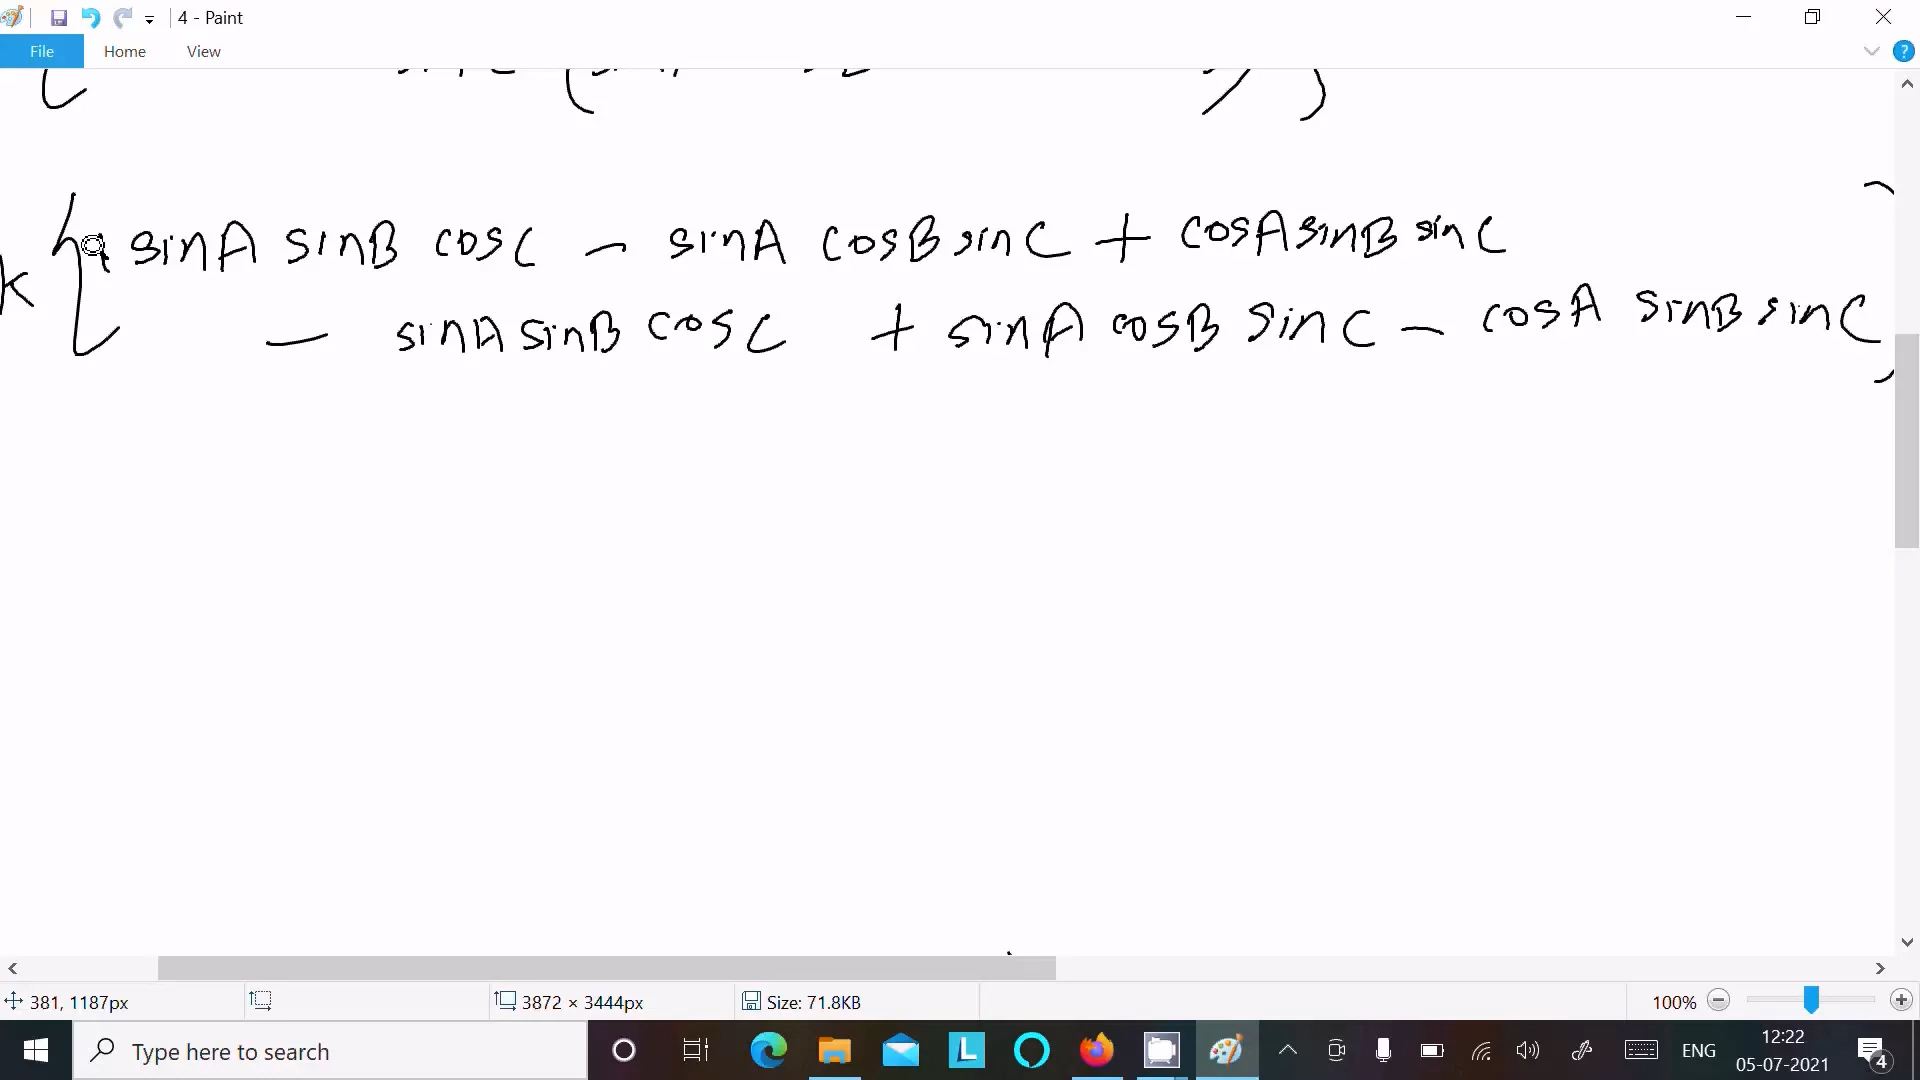 4 - Paint
File Home View
sinA sinB cosC - sinA cosB sinC + cosA sinB sinC
k
- sinA sinB cosC + sinA cosB sinC - cosA sinB sinC
381, 1187px 3872 × 3444px Size: 71.8KB 100%
Type here to search
L
ENG
12:22
05-07-2021
4